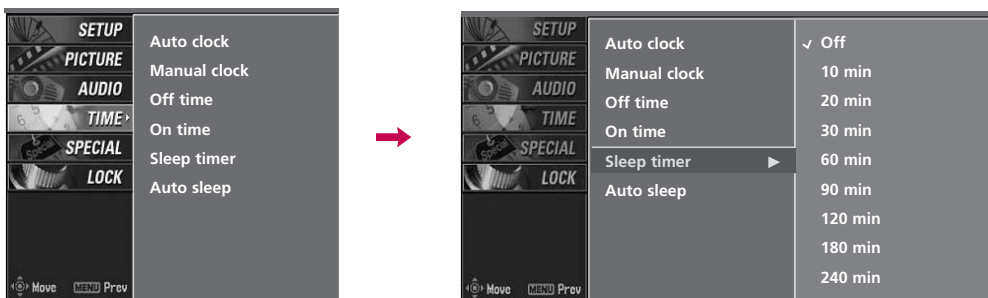 SETUP
PICTURE
AUDIO
TIME
SPECIAL
LOCK
Move MENU Prev
Auto clock
Manual clock
Off time
On time
Sleep timer
Auto sleep
SETUP
PICTURE
AUDIO
TIME
SPECIAL
LOCK
Move MENU Prev
Auto clock
Manual clock
Off time
On time
Sleep timer ►
Auto sleep
✓ Off
10 min
20 min
30 min
60 min
90 min
120 min
180 min
240 min